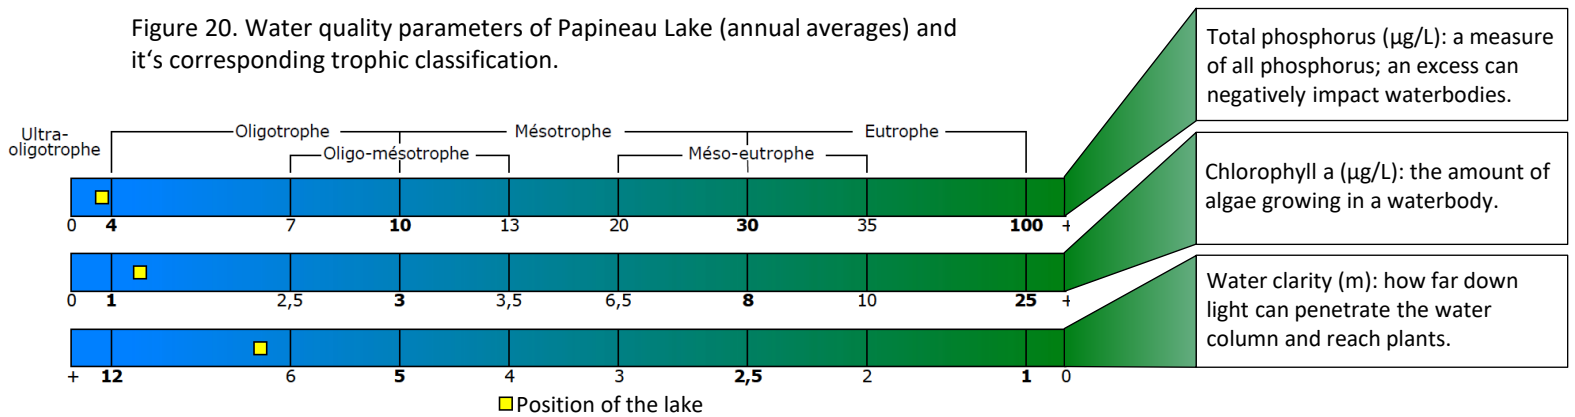 Figure 20. Water quality parameters of Papineau Lake (annual averages) and
it‘s corresponding trophic classification.
Total phosphorus (µg/L): a measure
of all phosphorus; an excess can
negatively impact waterbodies.
Ultra-
oligotrophe
Oligotrophe
Mésotrophe
Eutrophe
Oligo-mésotrophe
Méso-eutrophe
0 4 7 10 13 20 30 35 100 +
Chlorophyll a (µg/L): the amount of
algae growing in a waterbody.
0 1 2,5 3 3,5 6,5 8 10 25 +
Water clarity (m): how far down
light can penetrate the water
column and reach plants.
+ 12 6 5 4 3 2,5 2 1 0
Position of the lake